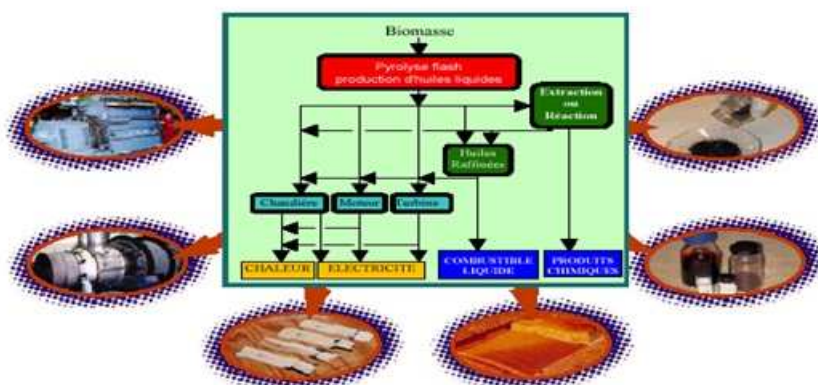 Biomasse
Pyrolyse flash
production d'huiles liquides
Extraction
ou
Réaction
Huiles
Raffinées
Chaudière
Moteur
Turbine
CHALEUR
ELECTRICITE
COMBUSTIBLE
LIQUIDE
PRODUITS
CHIMIQUES